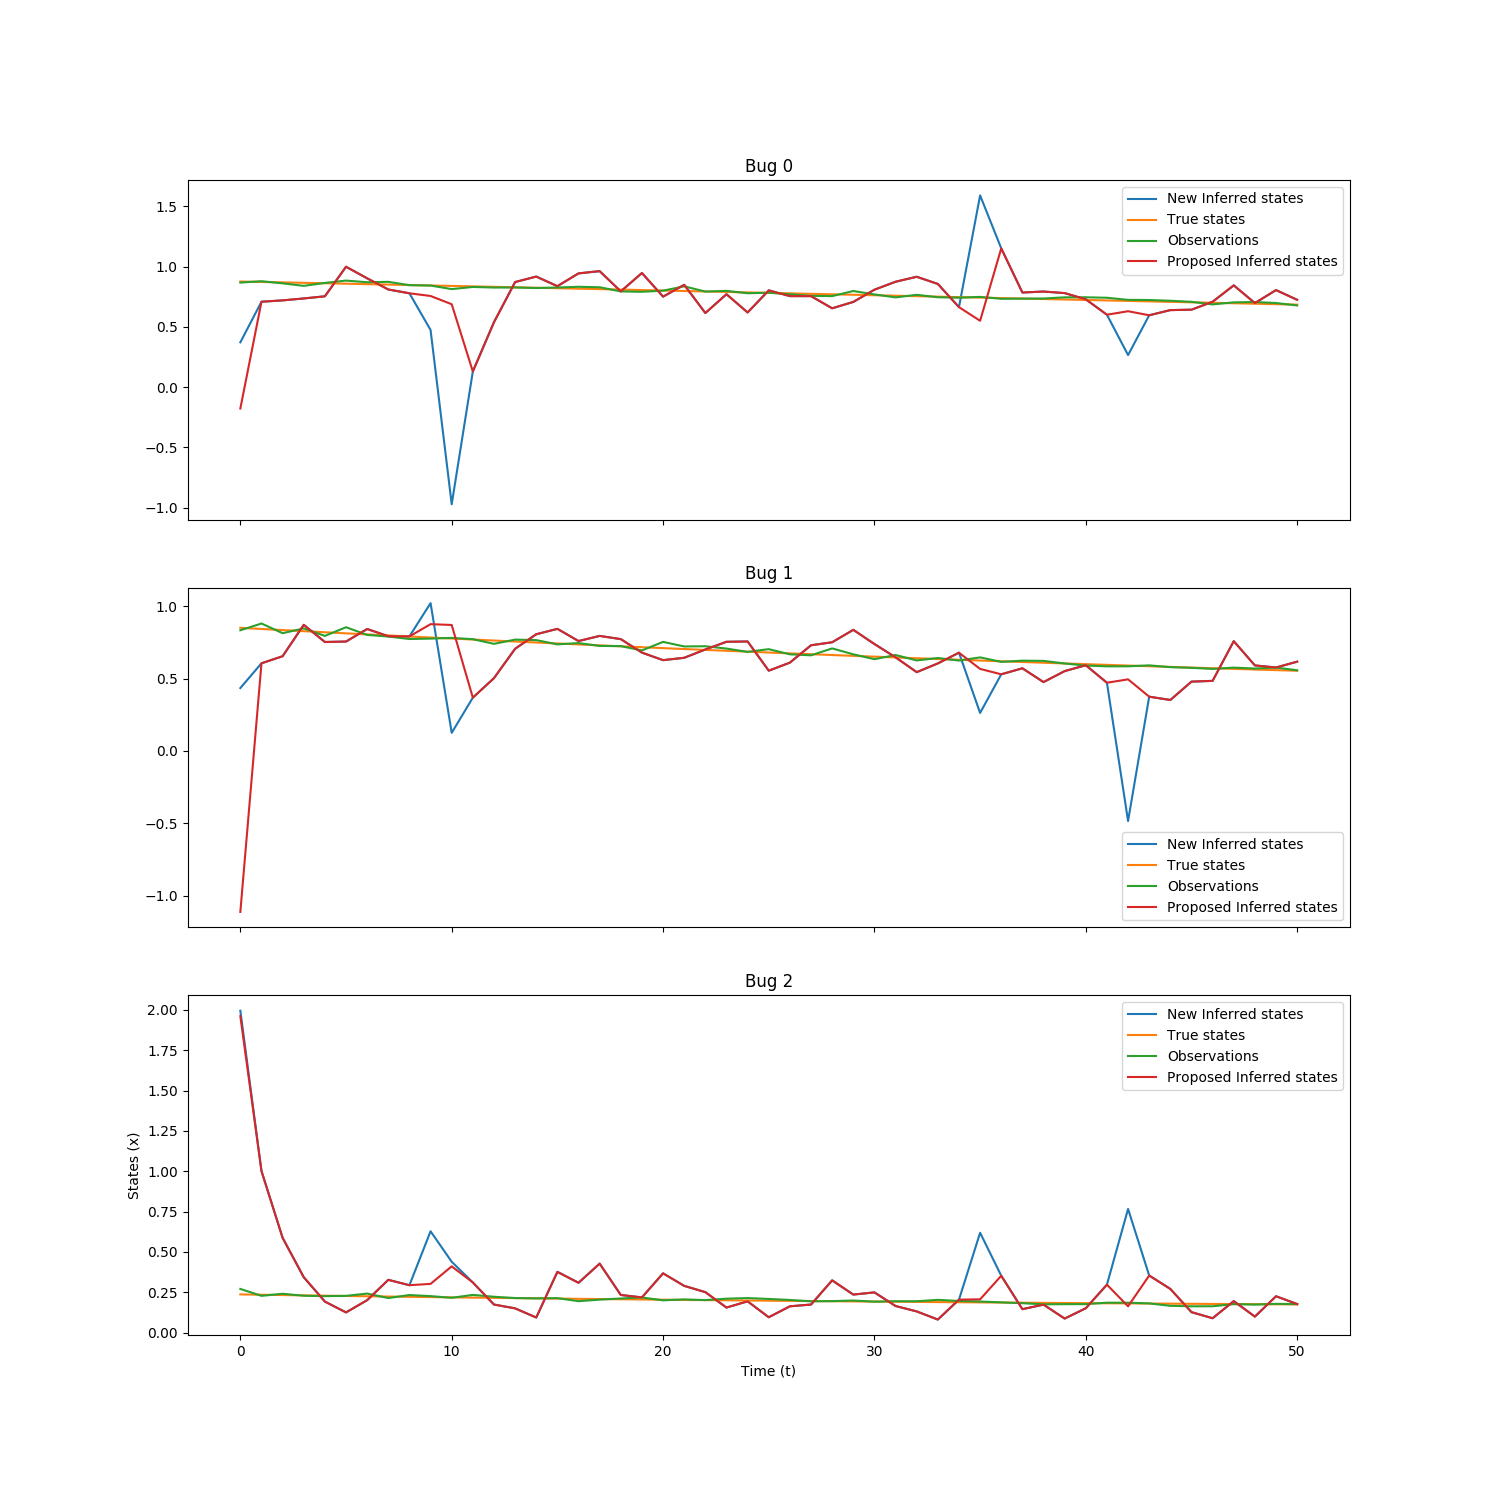 Bug 0
1.5
1.0
0.5
0.0
−0.5
−1.0
New Inferred states
True states
Observations
Proposed Inferred states
Bug 1
1.0
0.5
0.0
−0.5
−1.0
New Inferred states
True states
Observations
Proposed Inferred states
Bug 2
2.00
1.75
1.50
1.25
1.00
0.75
0.50
0.25
0.00
States (x)
New Inferred states
True states
Observations
Proposed Inferred states
0 10 20 30 40 50
Time (t)